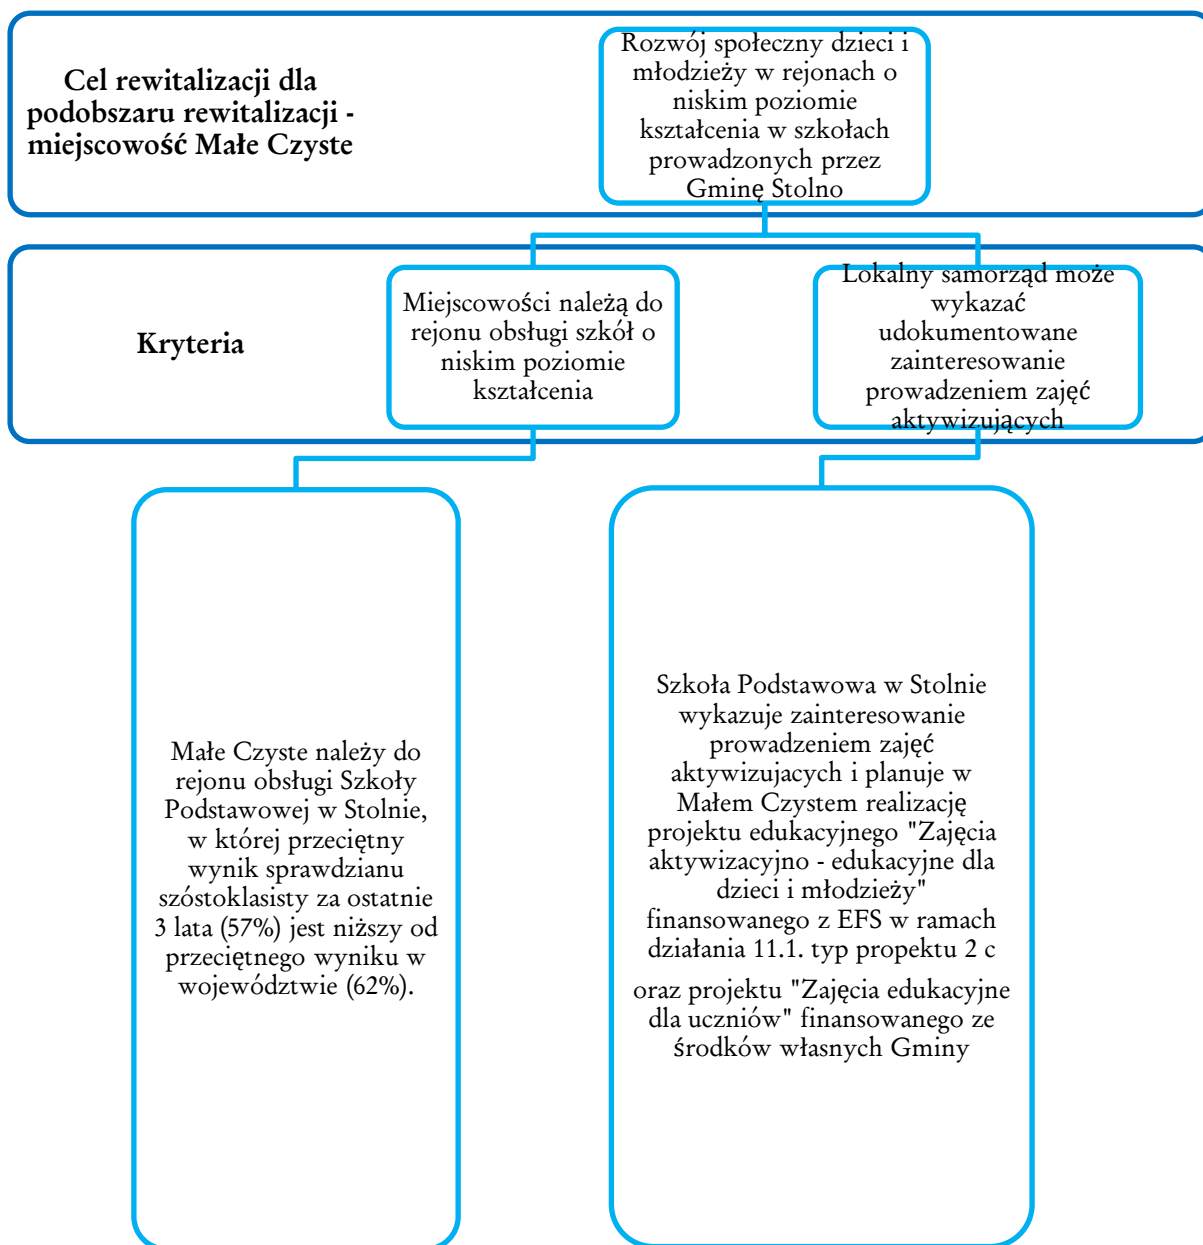 Cel rewitalizacji dla
podobszaru rewitalizacji -
miejscowość Małe Czyste
Rozwój społeczny dzieci i
młodzieży w rejonach o
niskim poziomie
kształcenia w szkołach
prowadzonych przez
Gminę Stolno
Kryteria
Miejscowości należą do
rejonu obsługi szkół o
niskim poziomie
kształcenia
Lokalny samorząd może
wykazać
udokumentowane
zainteresowanie
prowadzeniem zajęć
aktywizujących
Małe Czyste należy do
rejonu obsługi Szkoły
Podstawowej w Stolnie,
w której przeciętny
wynik sprawdzianu
szóstoklasisty za ostatnie
3 lata (57%) jest niższy od
przeciętnego wyniku w
województwie (62%).
Szkoła Podstawowa w Stolnie
wykazuje zainteresowanie
prowadzeniem zajęć
aktywizujacych i planuje w
Małem Czystem realizację
projektu edukacyjnego "Zajęcia
aktywizacyjno - edukacyjne dla
dzieci i młodzieży"
finansowanego z EFS w ramach
działania 11.1. typ propektu 2 c
oraz projektu "Zajęcia edukacyjne
dla uczniów" finansowanego ze
środków własnych Gminy